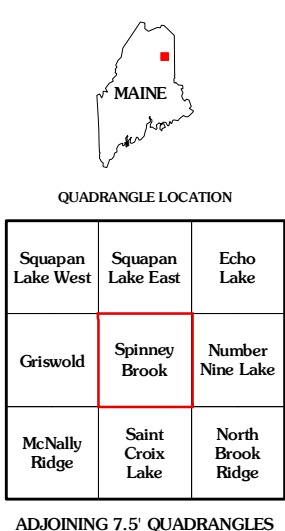 MAINE
QUADRANGLE LOCATION
Squapan
Lake West
Squapan
Lake East
Echo
Lake
Griswold
Spinney
Brook
Number
Nine Lake
McNally
Ridge
Saint
Croix
Lake
North
Brook
Ridge
ADJOINING 7.5' QUADRANGLES